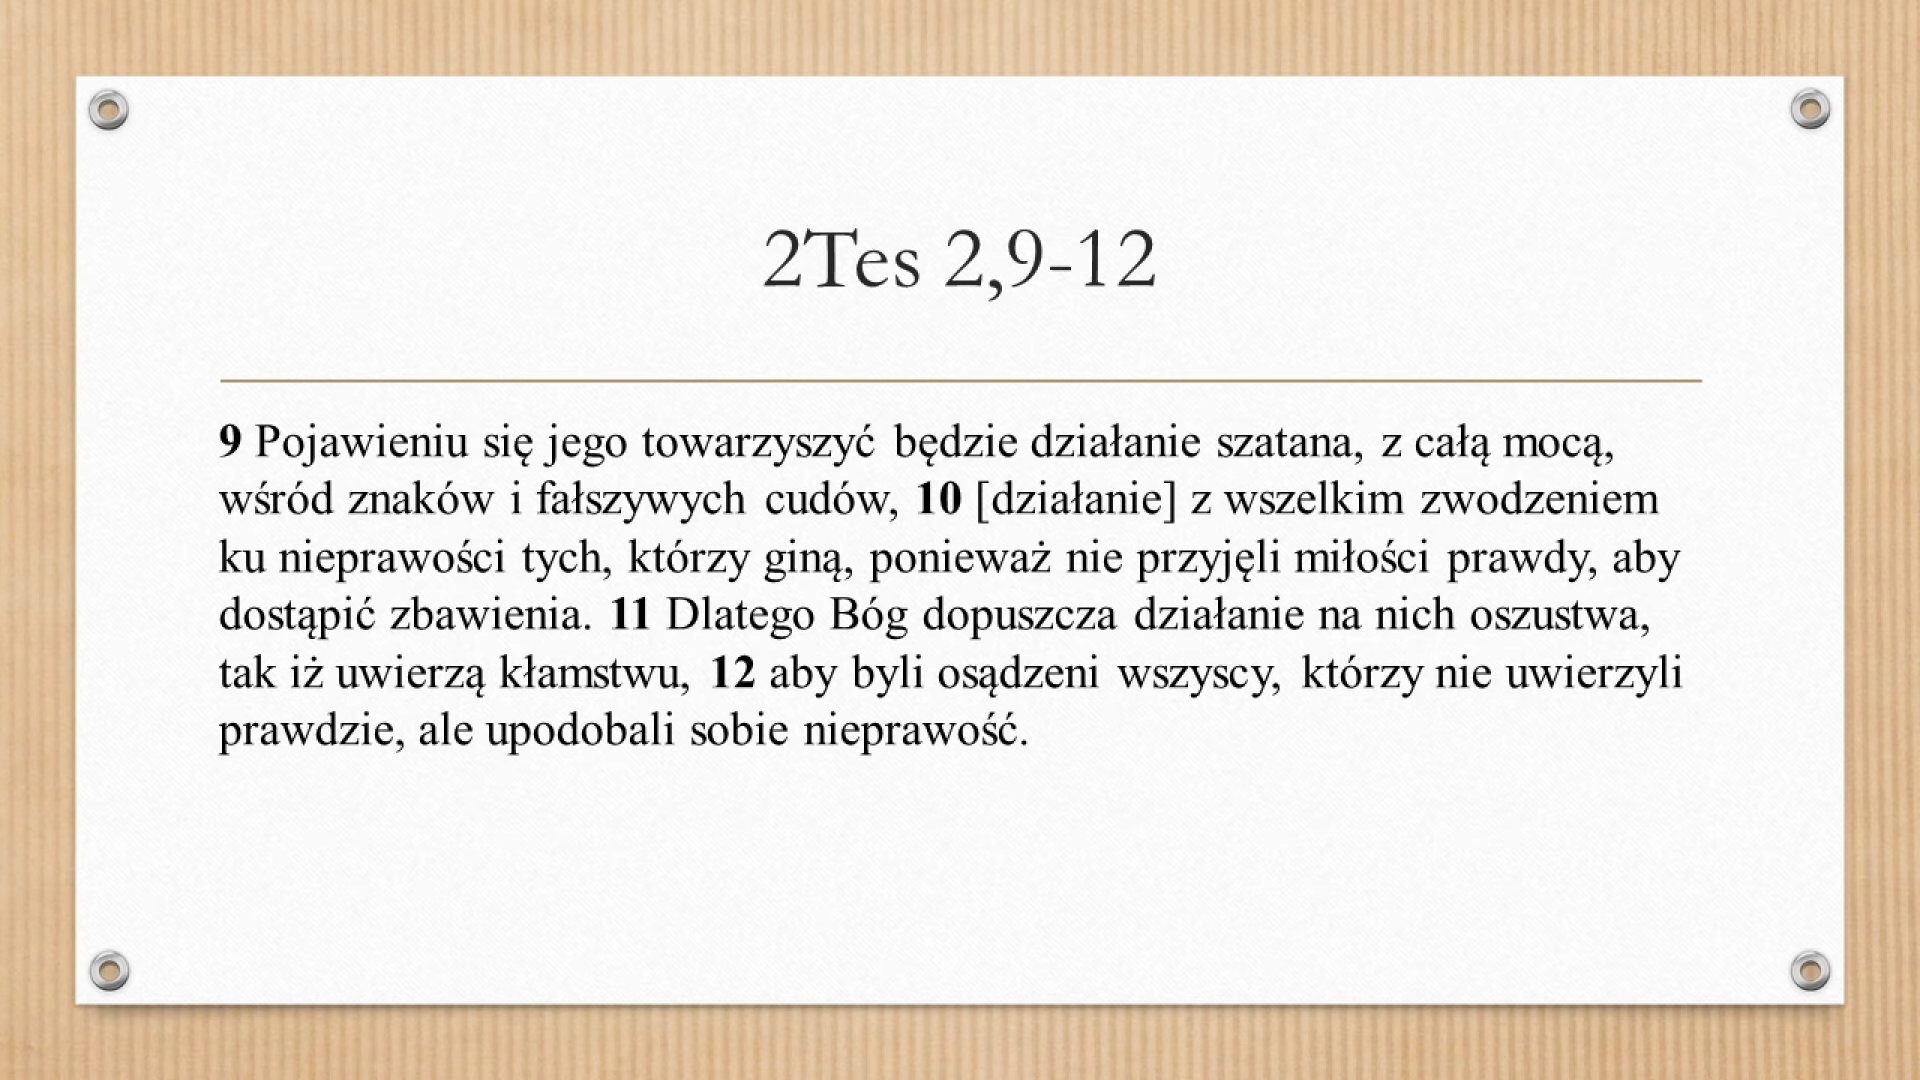 2Tes 2,9-12
9 Pojawieniu się jego towarzyszyć będzie działanie szatana, z całą mocą,
wśród znaków i fałszywych cudów, 10 [działanie] z wszelkim zwodzeniem
ku nieprawości tych, którzy giną, ponieważ nie przyjęli miłości prawdy, aby
dostąpić zbawienia. 11 Dlatego Bóg dopuszcza działanie na nich oszustwa,
tak iż uwierzą kłamstwu, 12 aby byli osądzeni wszyscy, którzy nie uwierzyli
prawdzie, ale upodobali sobie nieprawość.